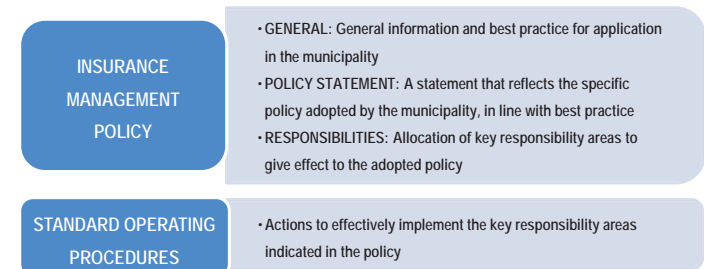 INSURANCE
MANAGEMENT
POLICY
• GENERAL: General information and best practice for application
in the municipality
• POLICY STATEMENT: A statement that reflects the specific
policy adopted by the municipality, in line with best practice
• RESPONSIBILITIES: Allocation of key responsibility areas to
give effect to the adopted policy
STANDARD OPERATING
PROCEDURES
• Actions to effectively implement the key responsibility areas
indicated in the policy